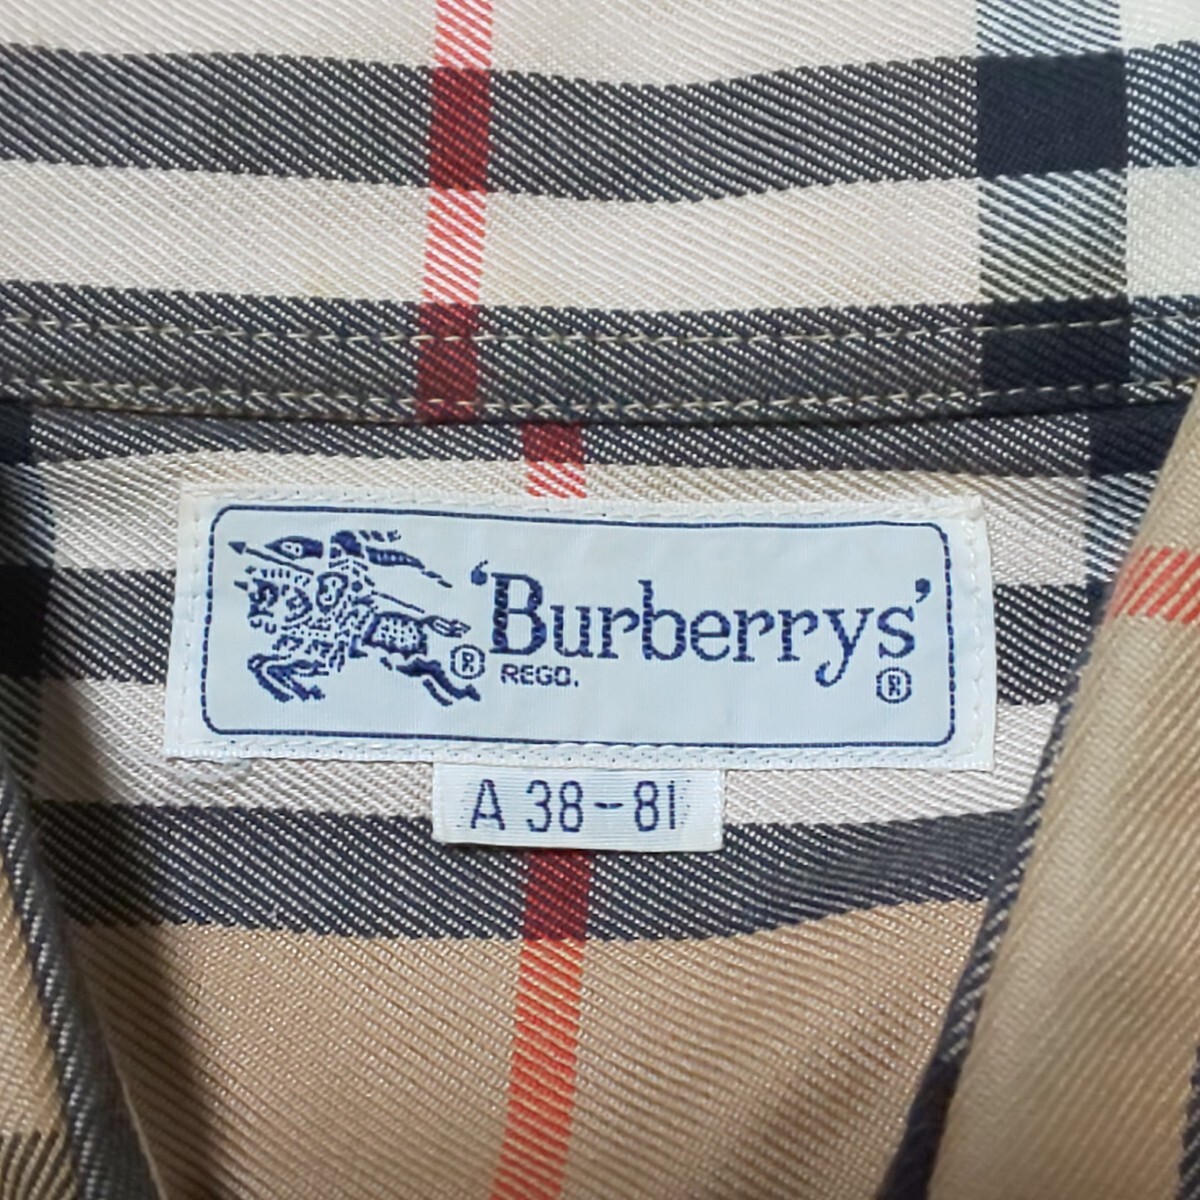 'Burberrys'
® REGD. ®
A 38-81